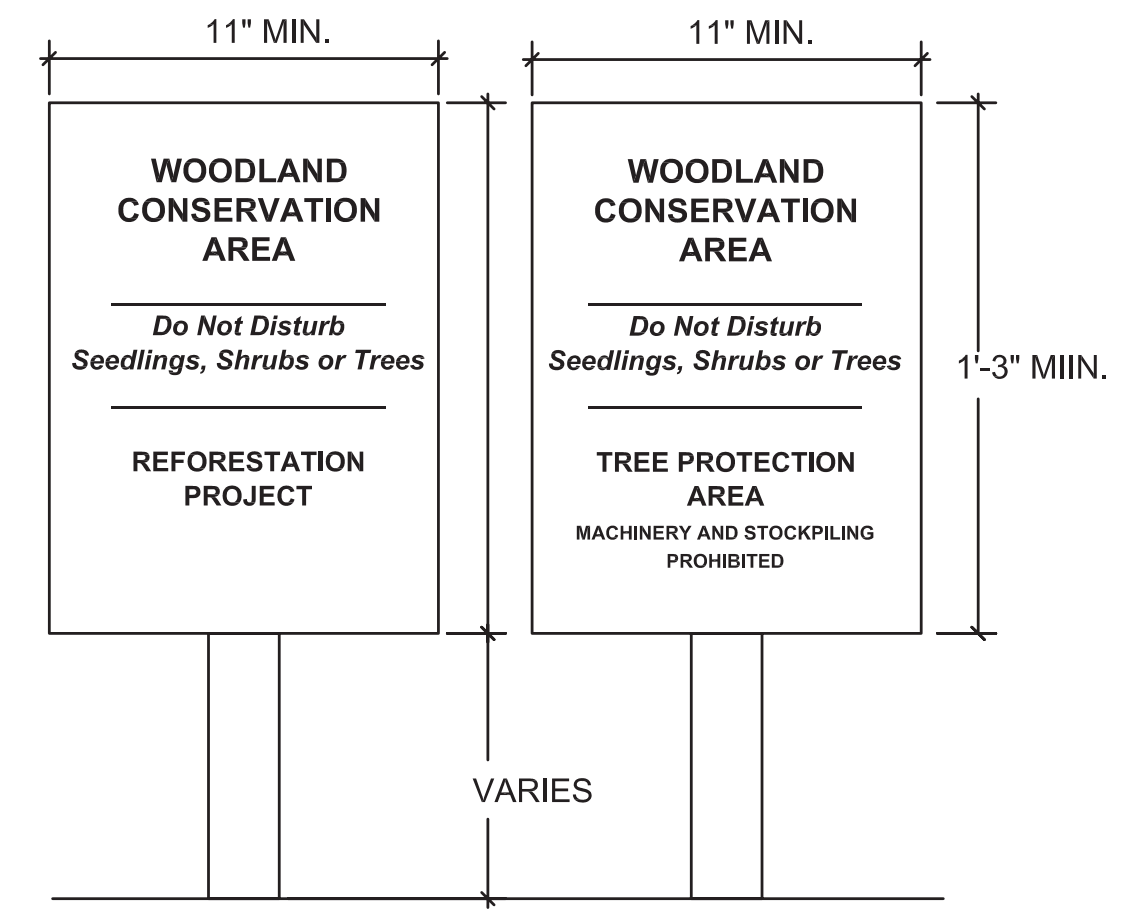 11" MIN.
WOODLAND
CONSERVATION
AREA
Do Not Disturb
Seedlings, Shrubs or Trees
REFORESTATION
PROJECT
11" MIN.
WOODLAND
CONSERVATION
AREA
Do Not Disturb
Seedlings, Shrubs or Trees
TREE PROTECTION
AREA
MACHINERY AND STOCKPILING
PROHIBITED
1'-3" MIIN.
VARIES